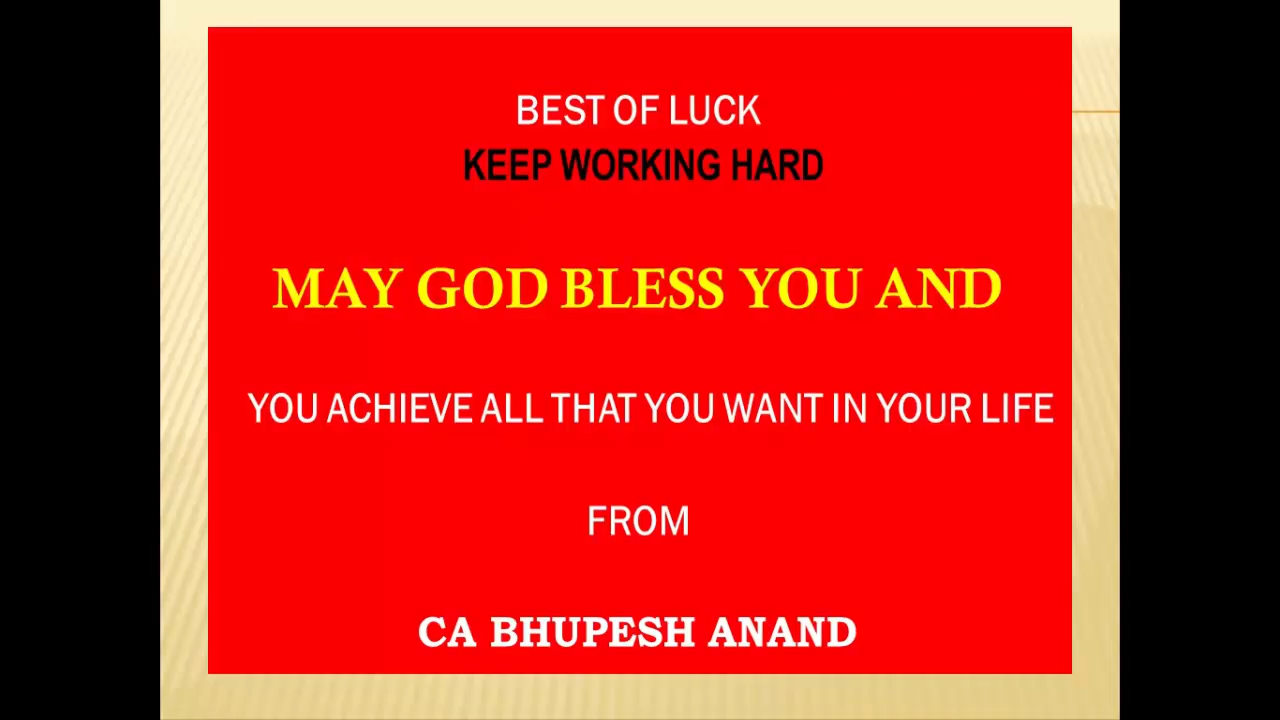 BEST OF LUCK
KEEP WORKING HARD
MAY GOD BLESS YOU AND
YOU ACHIEVE ALL THAT YOU WANT IN YOUR LIFE
FROM
CA BHUPESH ANAND